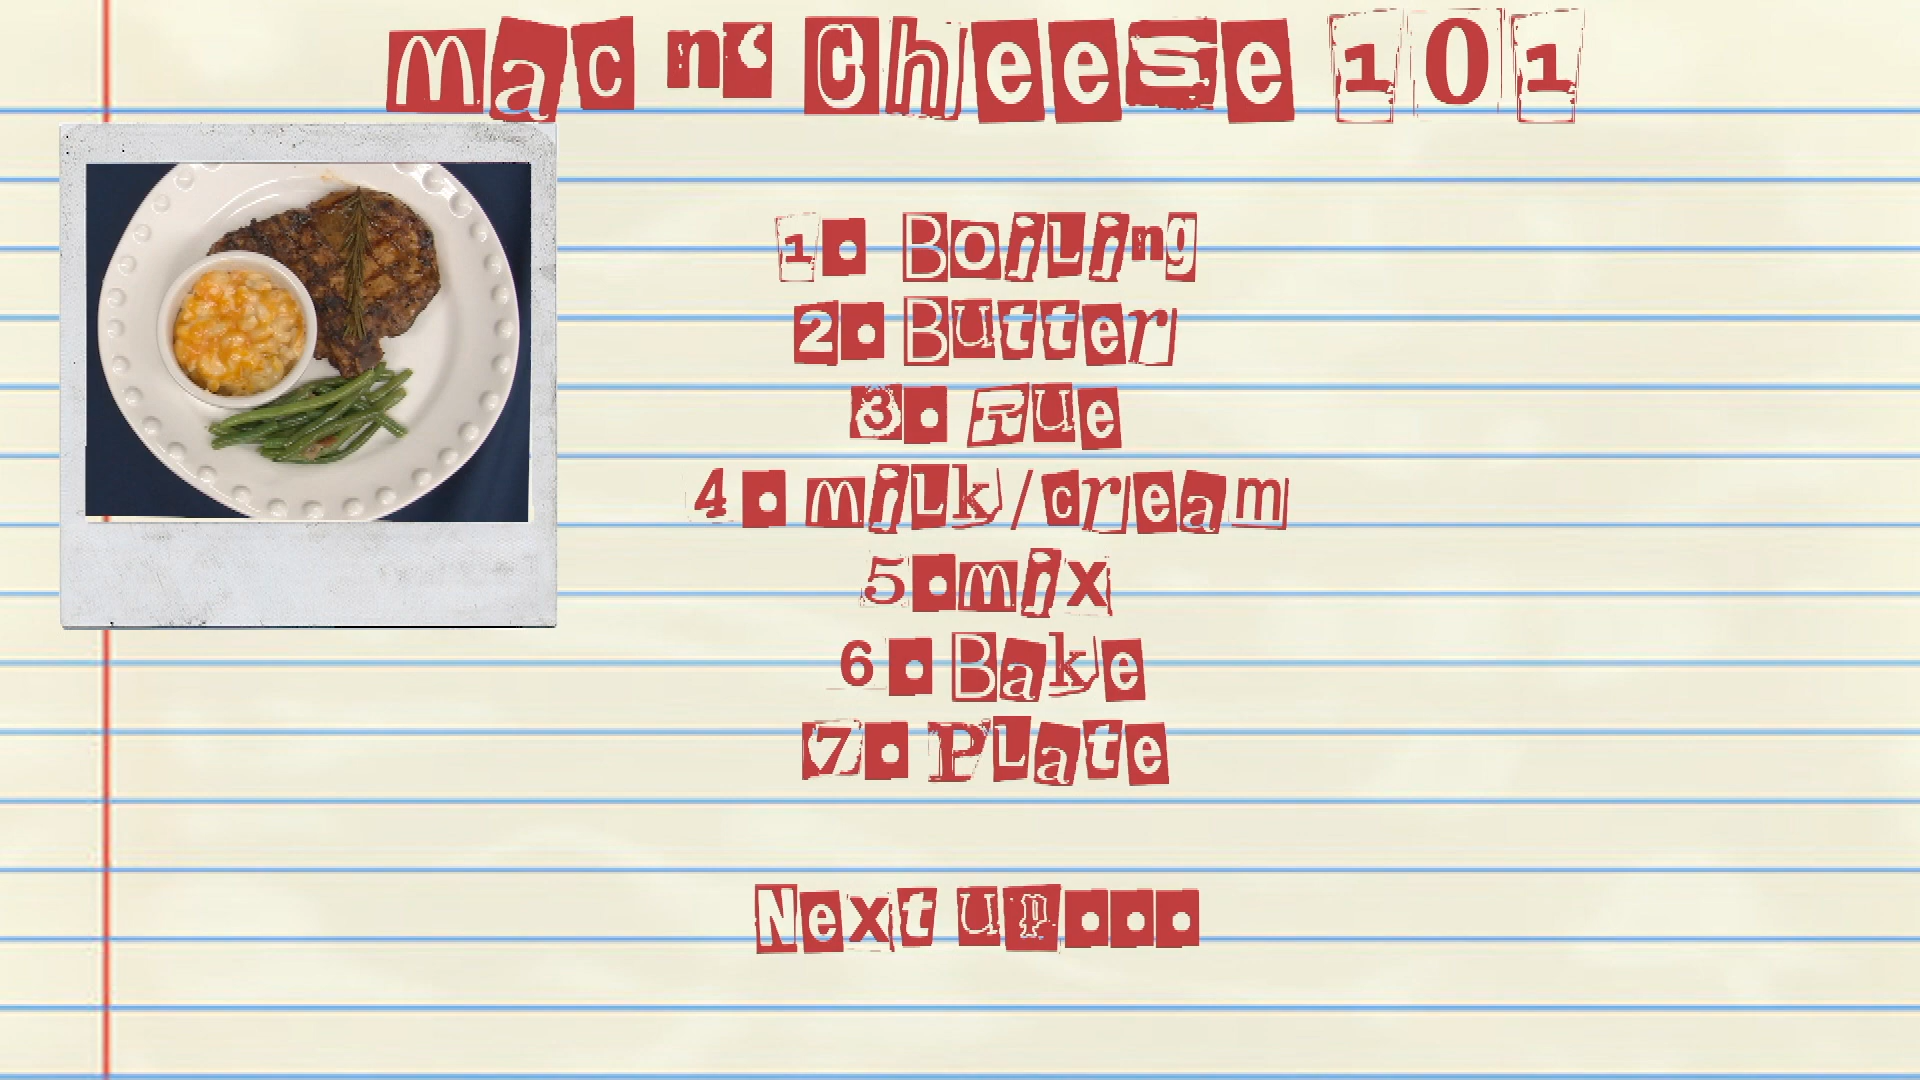 Mac n' Cheese 101
1. Boiling
2. Butter
3. Rue
4. milk/cream
5.mix
6. Bake
7. Plate
Next up...